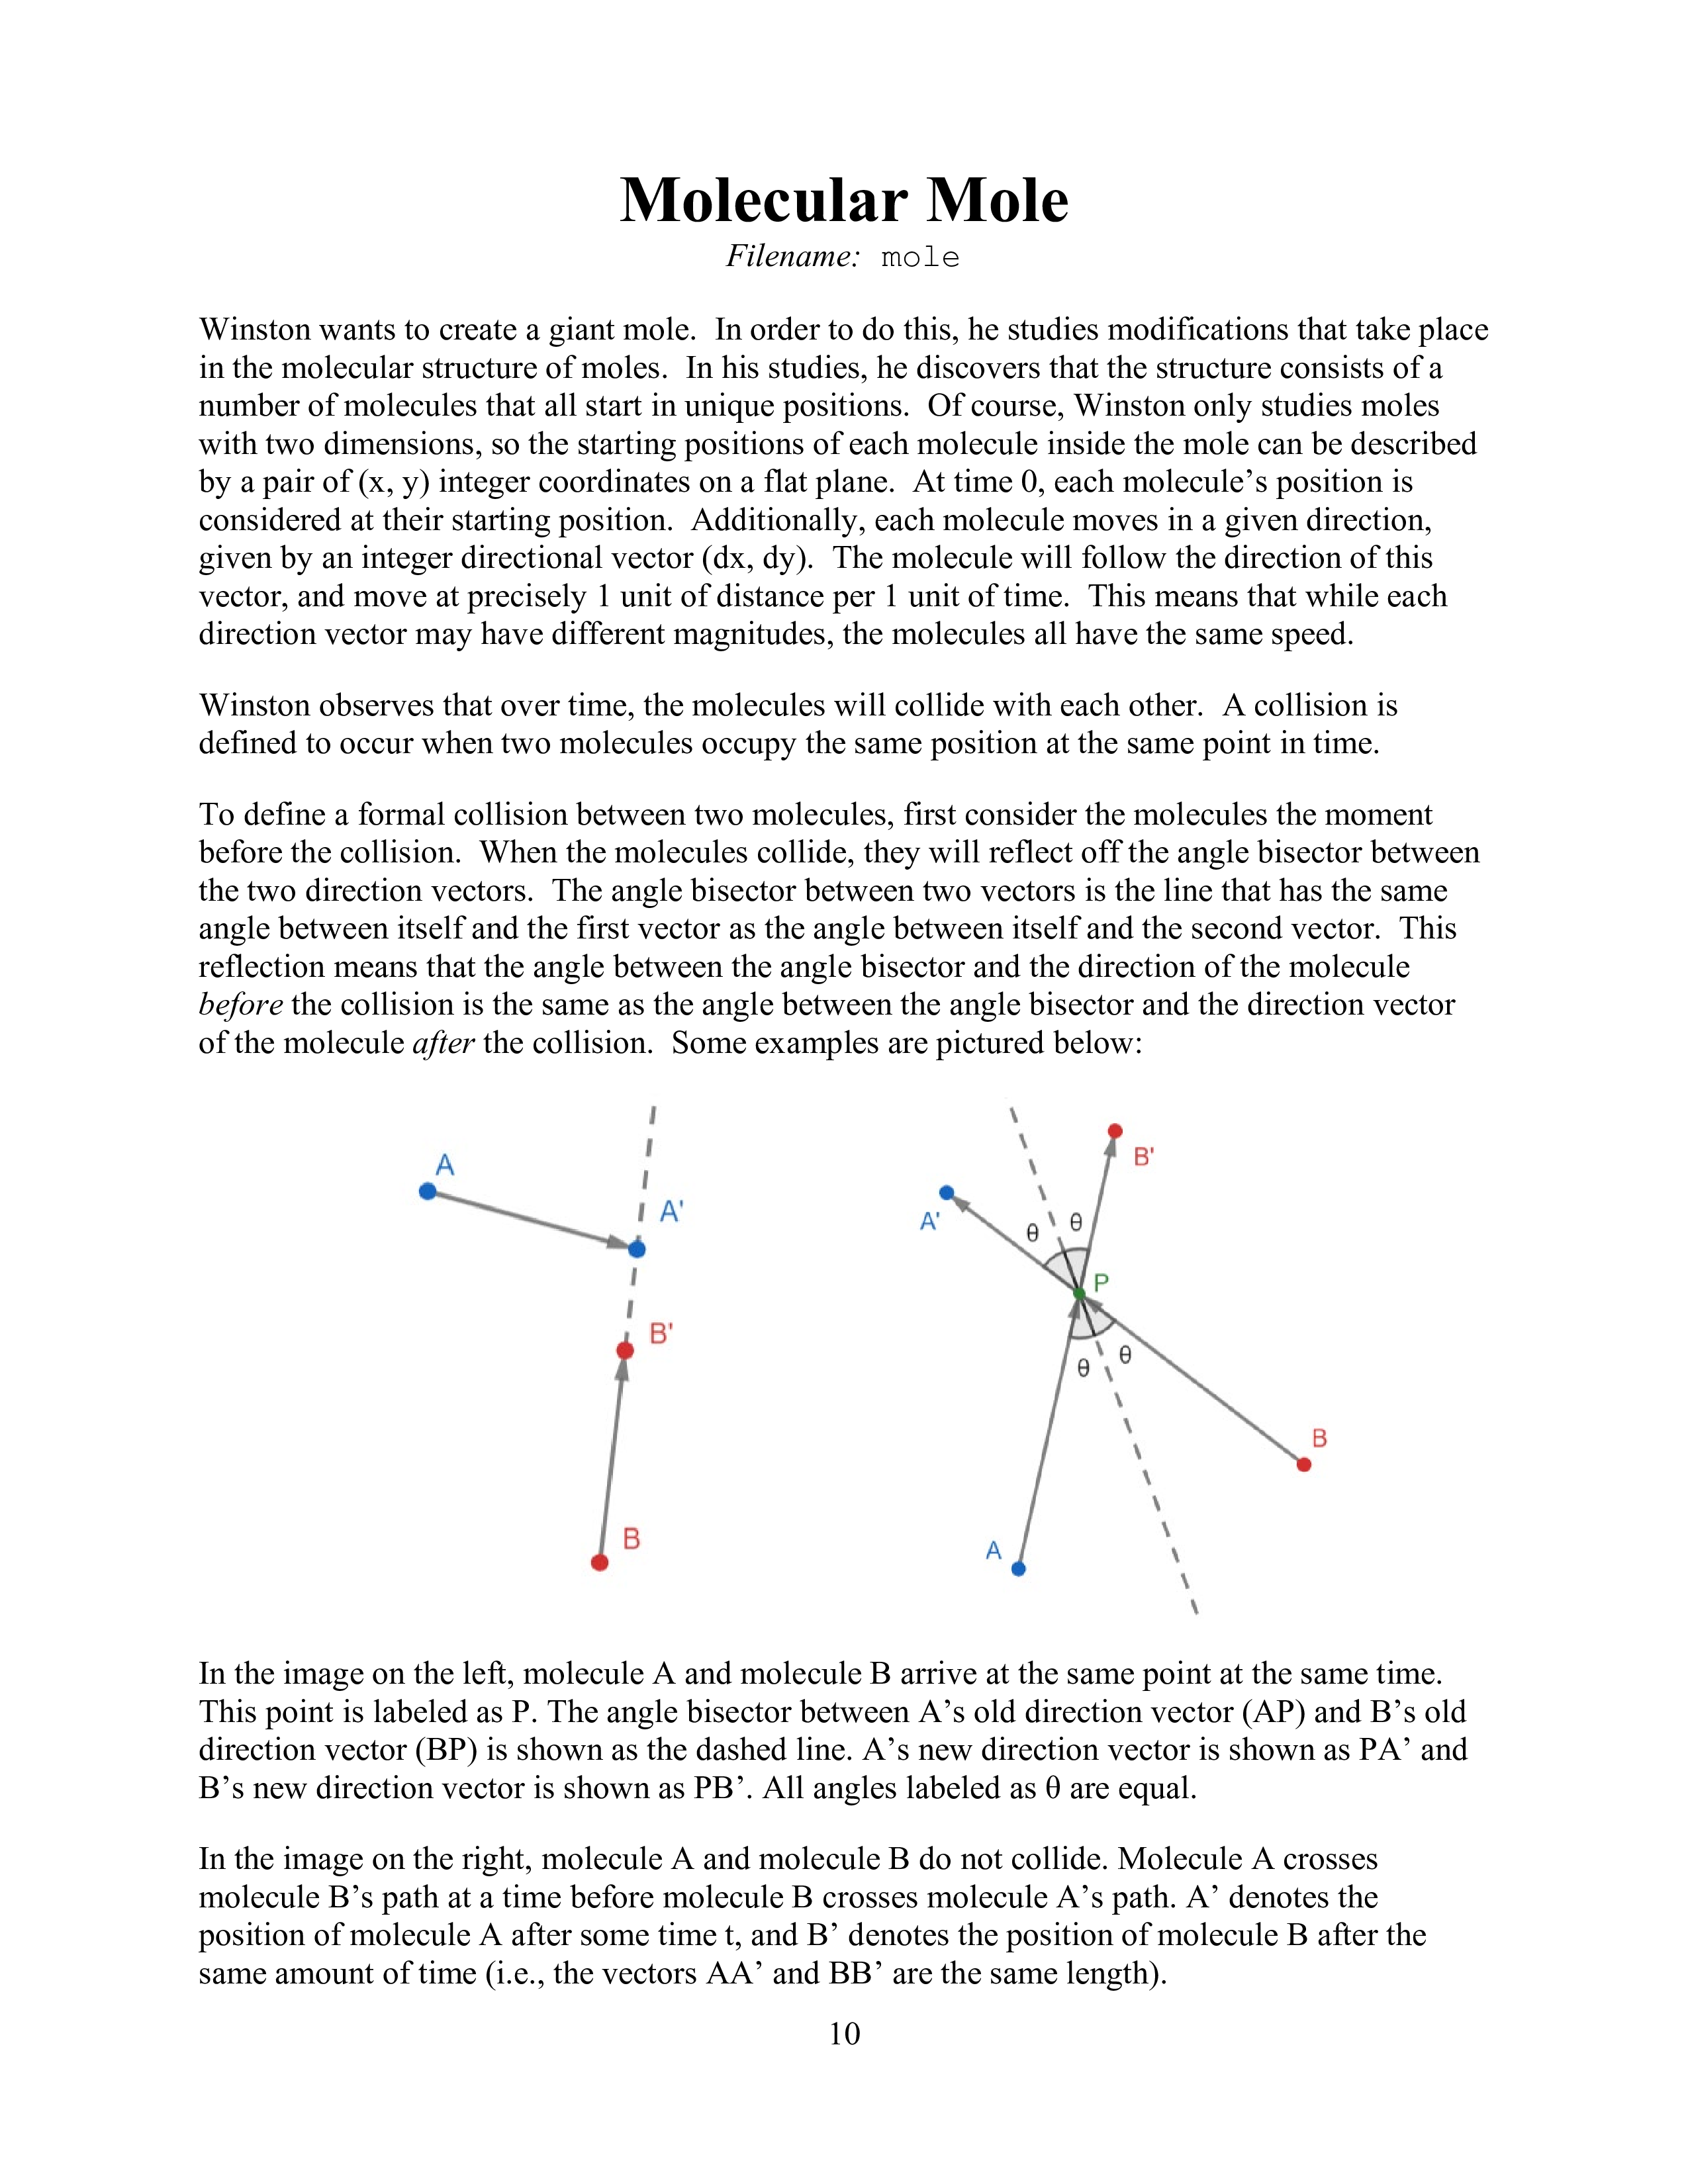 Molecular Mole
Filename: mole
Winston wants to create a giant mole. In order to do this, he studies modifications that take place
in the molecular structure of moles. In his studies, he discovers that the structure consists of a
number of molecules that all start in unique positions. Of course, Winston only studies moles
with two dimensions, so the starting positions of each molecule inside the mole can be described
by a pair of (x, y) integer coordinates on a flat plane. At time 0, each molecule’s position is
considered at their starting position. Additionally, each molecule moves in a given direction,
given by an integer directional vector (dx, dy). The molecule will follow the direction of this
vector, and move at precisely 1 unit of distance per 1 unit of time. This means that while each
direction vector may have different magnitudes, the molecules all have the same speed.
Winston observes that over time, the molecules will collide with each other. A collision is
defined to occur when two molecules occupy the same position at the same point in time.
To define a formal collision between two molecules, first consider the molecules the moment
before the collision. When the molecules collide, they will reflect off the angle bisector between
the two direction vectors. The angle bisector between two vectors is the line that has the same
angle between itself and the first vector as the angle between itself and the second vector. This
reflection means that the angle between the angle bisector and the direction of the molecule
before the collision is the same as the angle between the angle bisector and the direction vector
of the molecule after the collision. Some examples are pictured below:
A
A'
B'
B
B'
A'
θ
θ
P
θ
θ
B
A
In the image on the left, molecule A and molecule B arrive at the same point at the same time.
This point is labeled as P. The angle bisector between A’s old direction vector (AP) and B’s old
direction vector (BP) is shown as the dashed line. A’s new direction vector is shown as PA’ and
B’s new direction vector is shown as PB’. All angles labeled as θ are equal.
In the image on the right, molecule A and molecule B do not collide. Molecule A crosses
molecule B’s path at a time before molecule B crosses molecule A’s path. A’ denotes the
position of molecule A after some time t, and B’ denotes the position of molecule B after the
same amount of time (i.e., the vectors AA’ and BB’ are the same length).
10